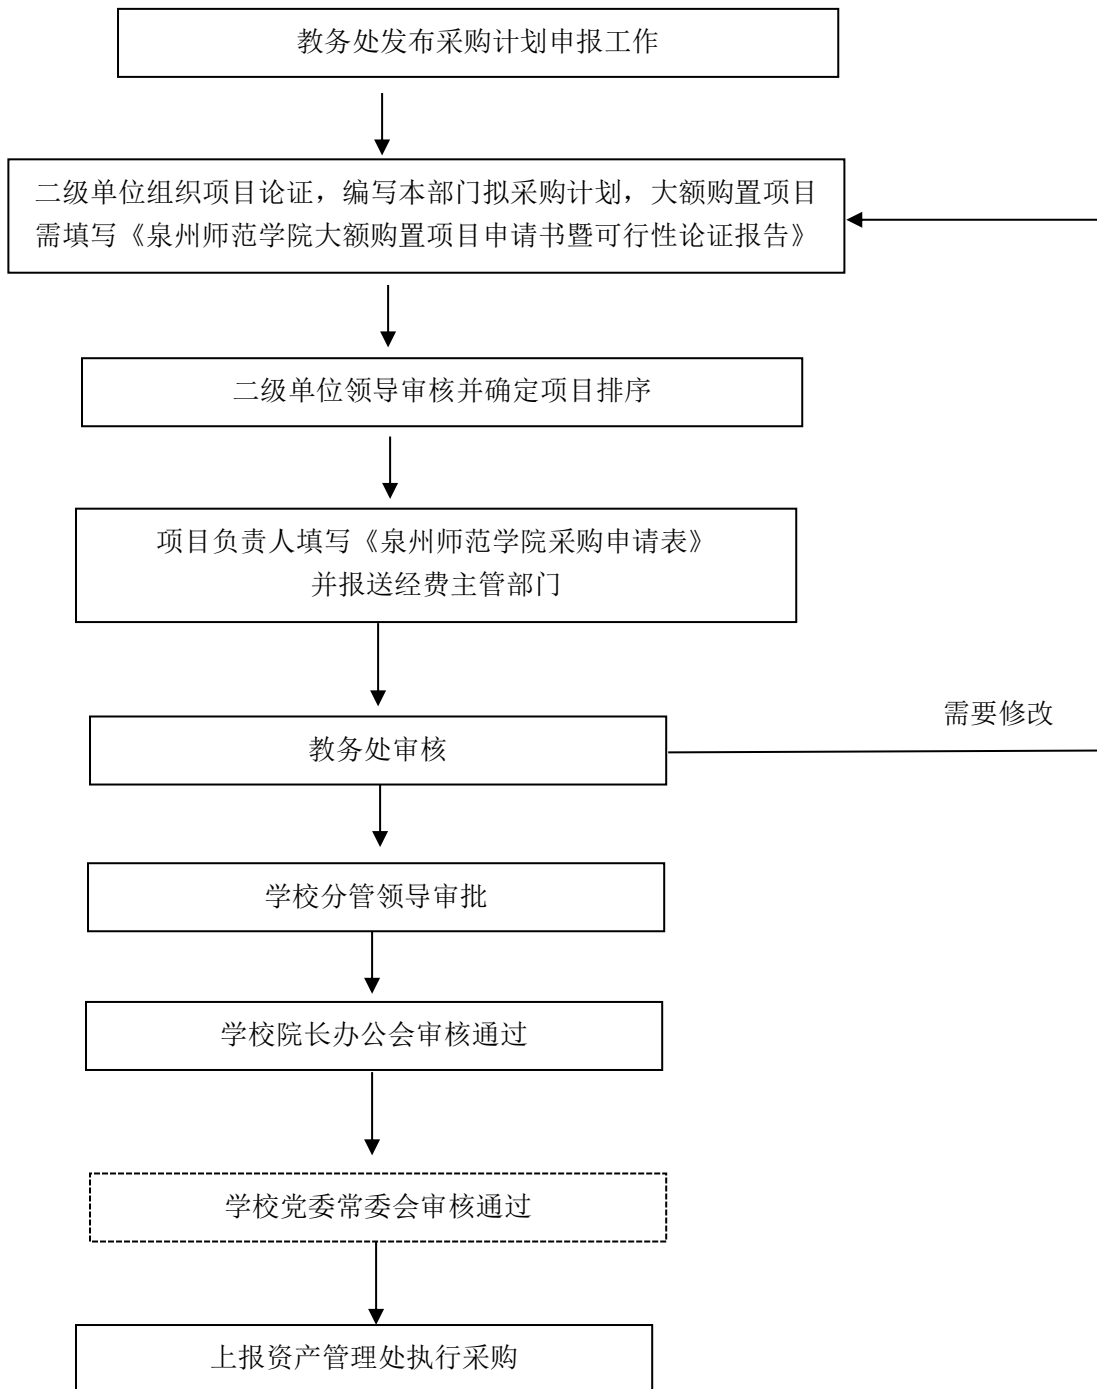 教务处发布采购计划申报工作
二级单位组织项目论证，编写本部门拟采购计划，大额购置项目
需填写《泉州师范学院大额购置项目申请书暨可行性论证报告》
二级单位领导审核并确定项目排序
项目负责人填写《泉州师范学院采购申请表》
并报送经费主管部门
需要修改
教务处审核
学校分管领导审批
学校院长办公会审核通过
学校党委常委会审核通过
上报资产管理处执行采购